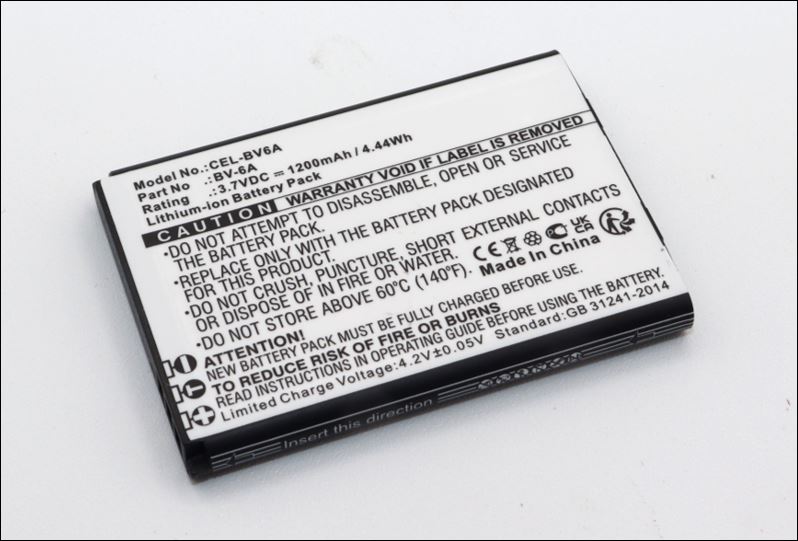 Model No.:CEL-BV6A
Part No .:BV-6A
Rating .:3.7VDC ⎓ 1200mAh / 4.44Wh
Lithium-ion Battery Pack
CAUTION WARRANTY VOID IF LABEL IS REMOVED
•DO NOT ATTEMPT TO DISASSEMBLE, OPEN OR SERVICE
THE BATTERY PACK.
•REPLACE ONLY WITH THE BATTERY PACK DESIGNATED
FOR THIS PRODUCT.
•DO NOT CRUSH, PUNCTURE, SHORT EXTERNAL CONTACTS
OR DISPOSE OF IN FIRE OR WATER.
•DO NOT STORE ABOVE 60°C (140°F).
CE
UK CA
Made In China
ATTENTION!
NEW BATTERY PACK MUST BE FULLY CHARGED BEFORE USE.
TO REDUCE RISK OF FIRE OR BURNS
READ INSTRUCTIONS IN OPERATING GUIDE BEFORE USING.
Limited Charge Voltage:4.2V±0.05V Standard:GB 31241-2014
Insert this direction